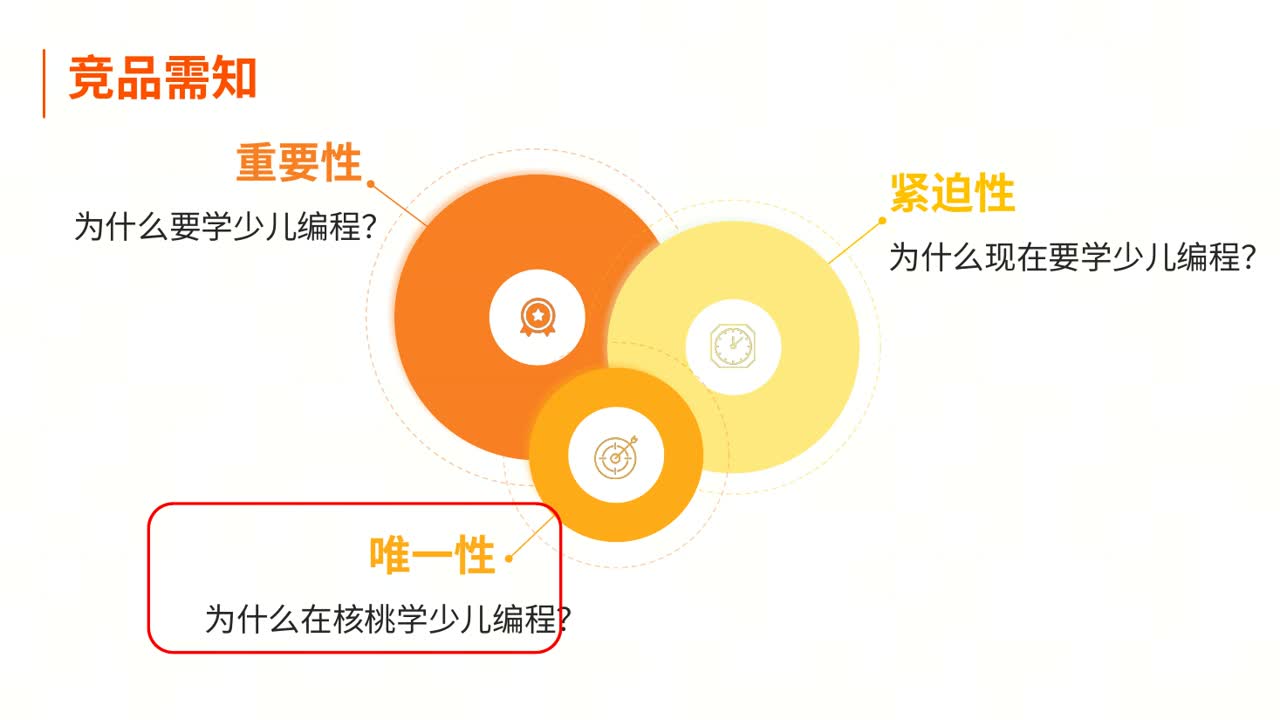 竞品需知
重要性
为什么要学少儿编程？
紧迫性
为什么现在要学少儿编程？
唯一性
为什么在核桃学少儿编程？